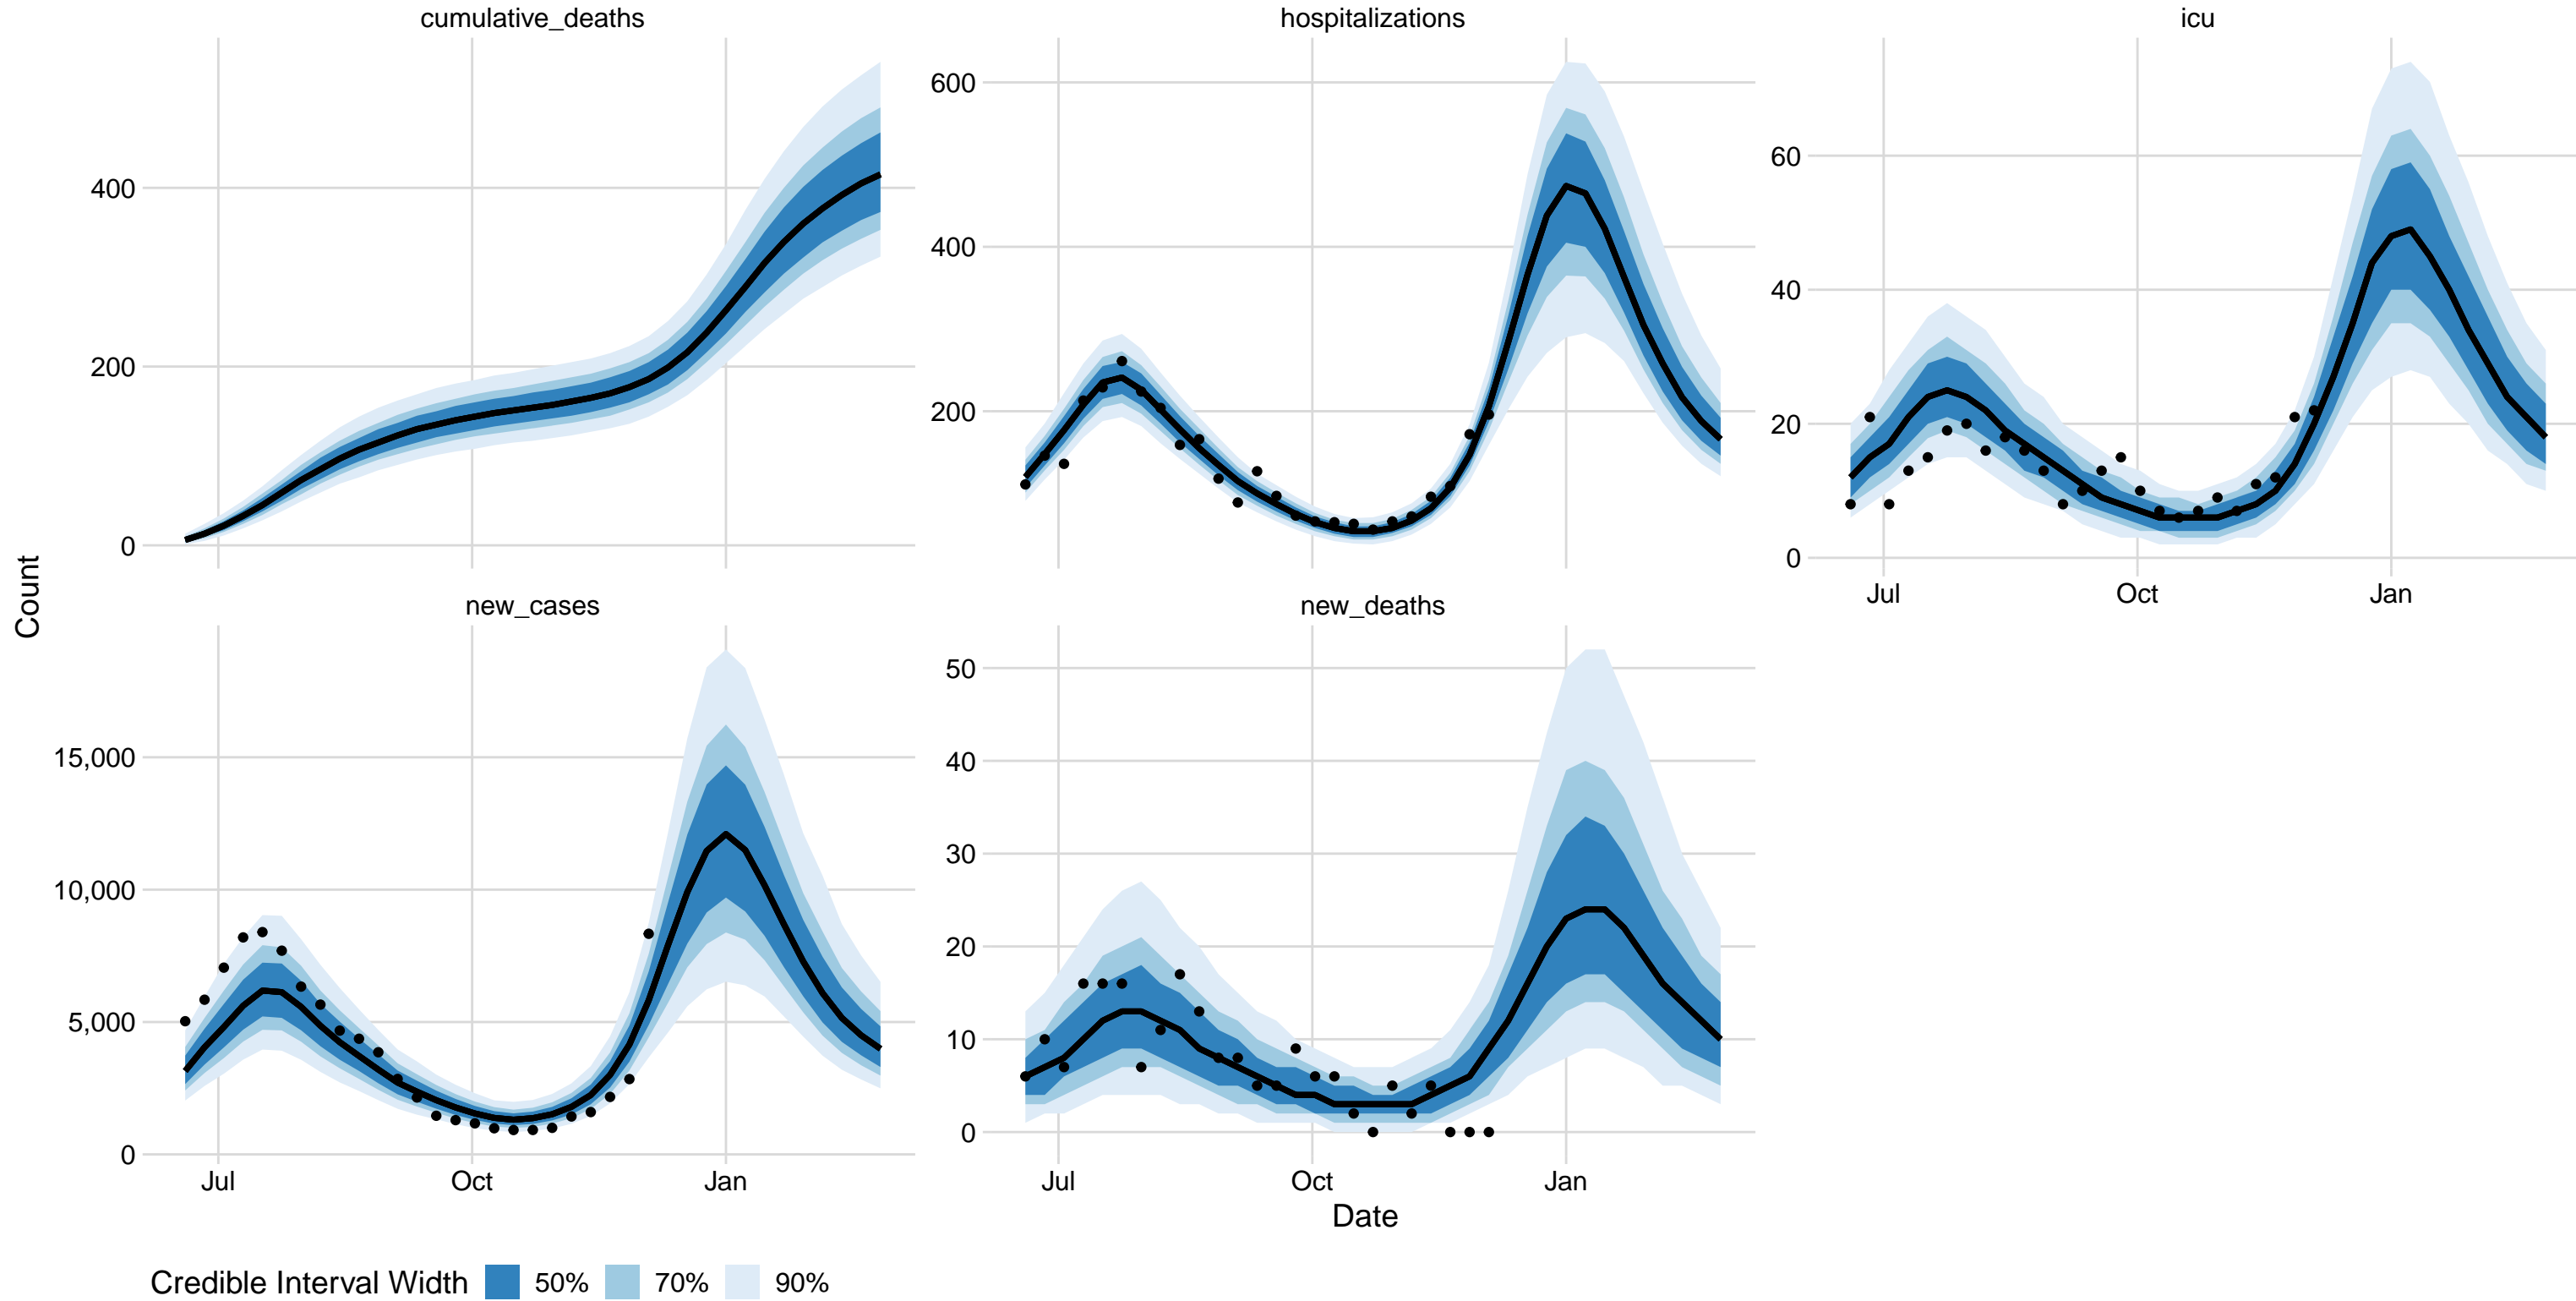 cumulative_deaths
hospitalizations
icu
400
200
0
600
400
200
60
40
20
0
Jul
Oct
Jan
Count
new_cases
new_deaths
15,000
10,000
5,000
0
50
40
30
20
10
0
Jul
Oct
Jan
Jul
Oct
Jan
Date
Credible Interval Width 50% 70% 90%